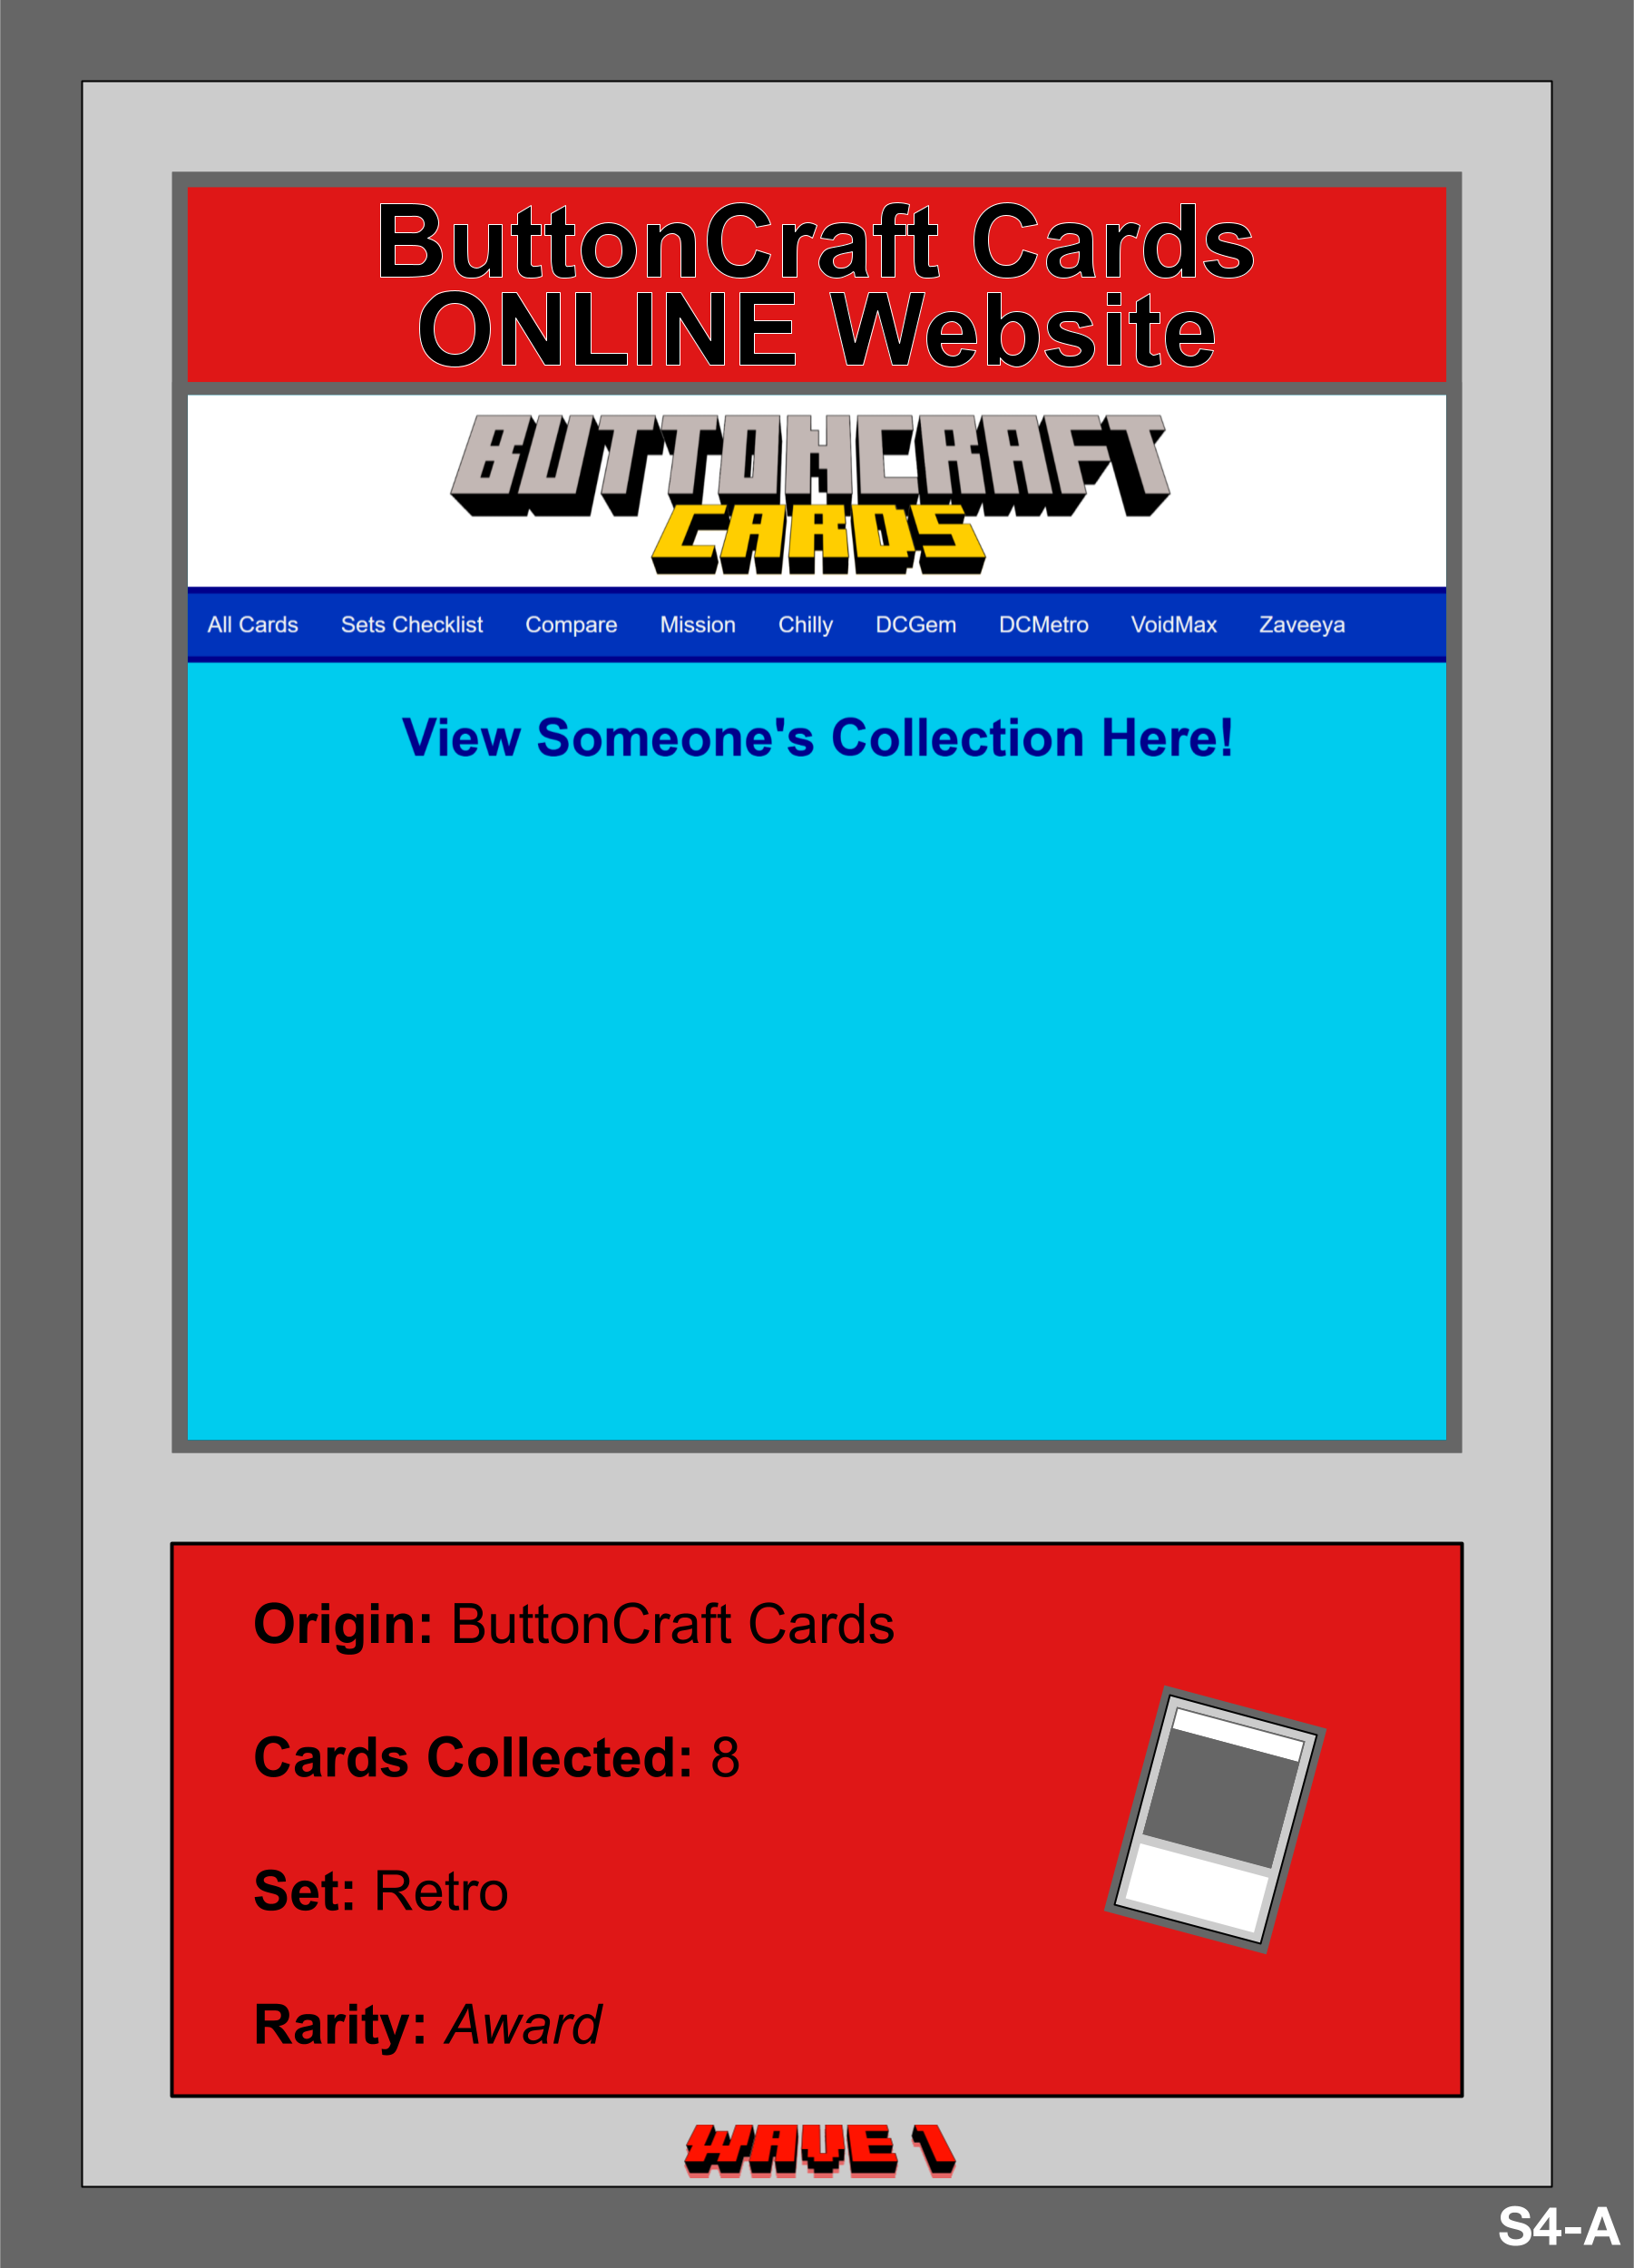 ButtonCraft Cards
ONLINE Website
BUTTONCRAFT
CARDS
All Cards Sets Checklist Compare Mission Chilly DCGem DCMetro VoidMax Zaveeya
View Someone's Collection Here!
Origin: ButtonCraft Cards
Cards Collected: 8
Set: Retro
Rarity: Award
WAVE 1
S4-A